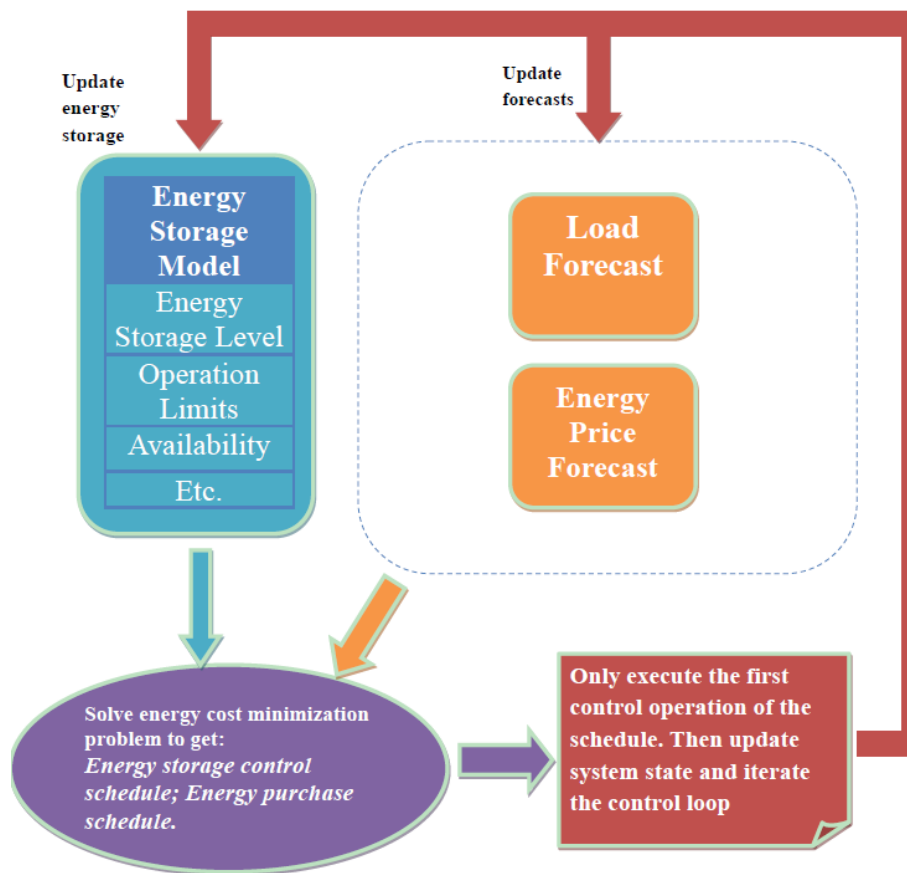 Update
energy
storage
Update
forecasts
Energy
Storage
Model
Energy
Storage Level
Operation
Limits
Availability
Etc.
Load
Forecast
Energy
Price
Forecast
Solve energy cost minimization
problem to get:
Energy storage control
schedule; Energy purchase
schedule.
Only execute the first
control operation of the
schedule. Then update
system state and iterate
the control loop